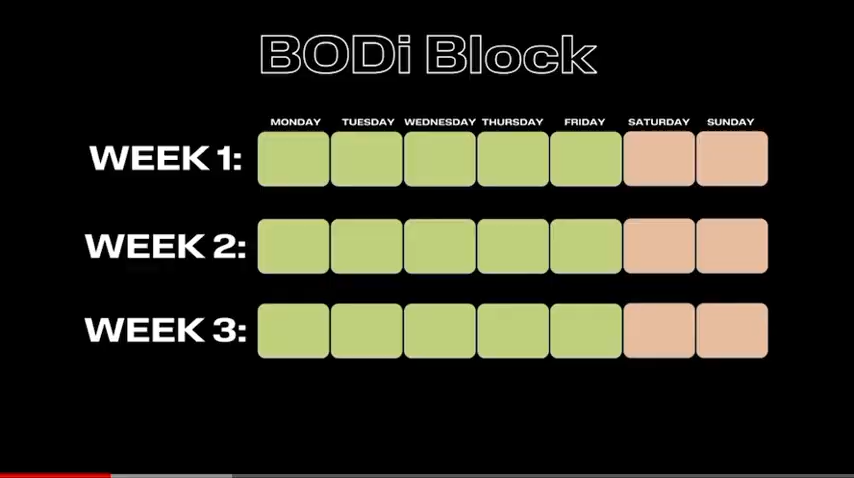 BODi Block
MONDAY TUESDAY WEDNESDAY THURSDAY FRIDAY SATURDAY SUNDAY
WEEK 1:
WEEK 2:
WEEK 3: